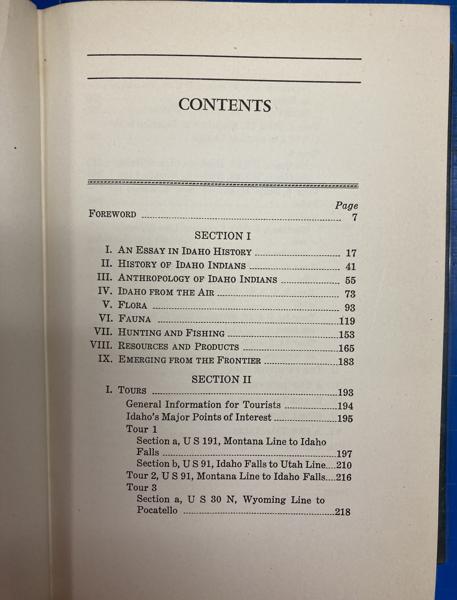 CONTENTS
Page
FOREWORD 7
SECTION I
I. AN ESSAY IN IDAHO HISTORY 17
II. HISTORY OF IDAHO INDIANS 41
III. ANTHROPOLOGY OF IDAHO INDIANS 55
IV. IDAHO FROM THE AIR 73
V. FLORA 93
VI. FAUNA 119
VII. HUNTING AND FISHING 153
VIII. RESOURCES AND PRODUCTS 165
IX. EMERGING FROM THE FRONTIER 183
SECTION II
I. TOURS 193
General Information for Tourists 194
Idaho's Major Points of Interest 195
Tour 1
Section a, U S 191, Montana Line to Idaho
Falls 197
Section b, U S 91, Idaho Falls to Utah Line....210
Tour 2, U S 91, Montana Line to Idaho Falls....216
Tour 3
Section a, U S 30 N, Wyoming Line to
Pocatello 218